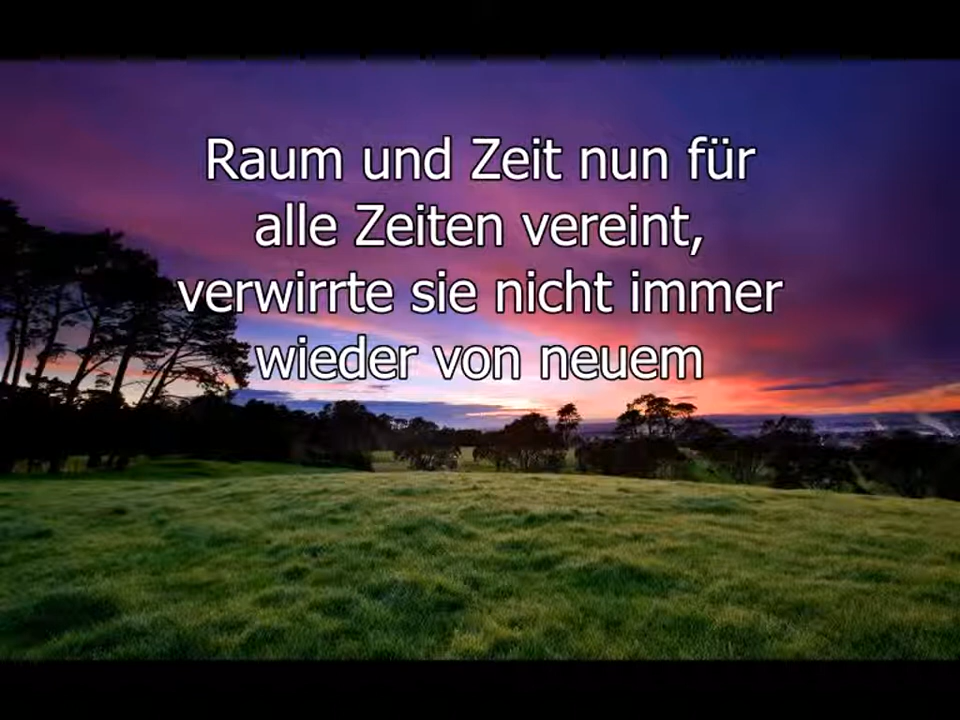 Raum und Zeit nun für
alle Zeiten vereint,
verwirrte sie nicht immer
wieder von neuem